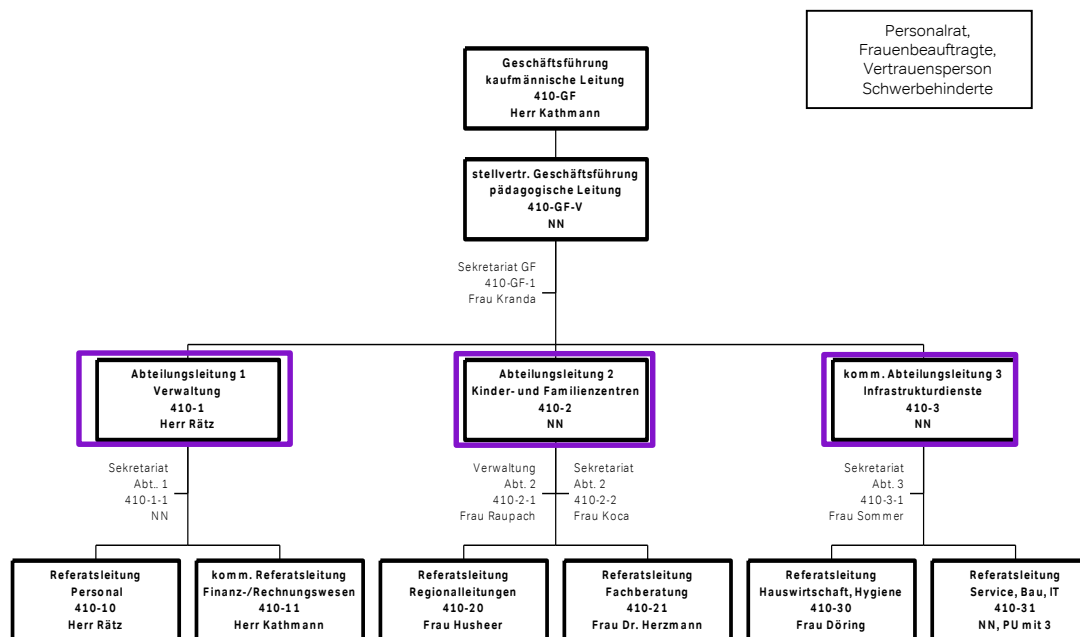 Personalrat,
Frauenbeauftragte,
Vertrauensperson
Schwerbehinderte
Geschäftsführung
kaufmännische Leitung
410-GF
Herr Kathmann
stellvertr. Geschäftsführung
pädagogische Leitung
410-GF-V
NN
Sekretariat GF
410-GF-1
Frau Kranda
Abteilungsleitung 1
Verwaltung
410-1
Herr Rätz
Abteilungsleitung 2
Kinder- und Familienzentren
410-2
NN
komm. Abteilungsleitung 3
Infrastrukturdienste
410-3
NN
Sekretariat
Abt.. 1
410-1-1
NN
Verwaltung
Abt. 2
410-2-1
Frau Raupach
Sekretariat
Abt. 2
410-2-2
Frau Koca
Sekretariat
Abt. 3
410-3-1
Frau Sommer
Referatsleitung
Personal
410-10
Herr Rätz
komm. Referatsleitung
Finanz-/Rechnungswesen
410-11
Herr Kathmann
Referatsleitung
Regionalleitungen
410-20
Frau Husheer
Referatsleitung
Fachberatung
410-21
Frau Dr. Herzmann
Referatsleitung
Hauswirtschaft, Hygiene
410-30
Frau Döring
Referatsleitung
Service, Bau, IT
410-31
NN, PU mit 3